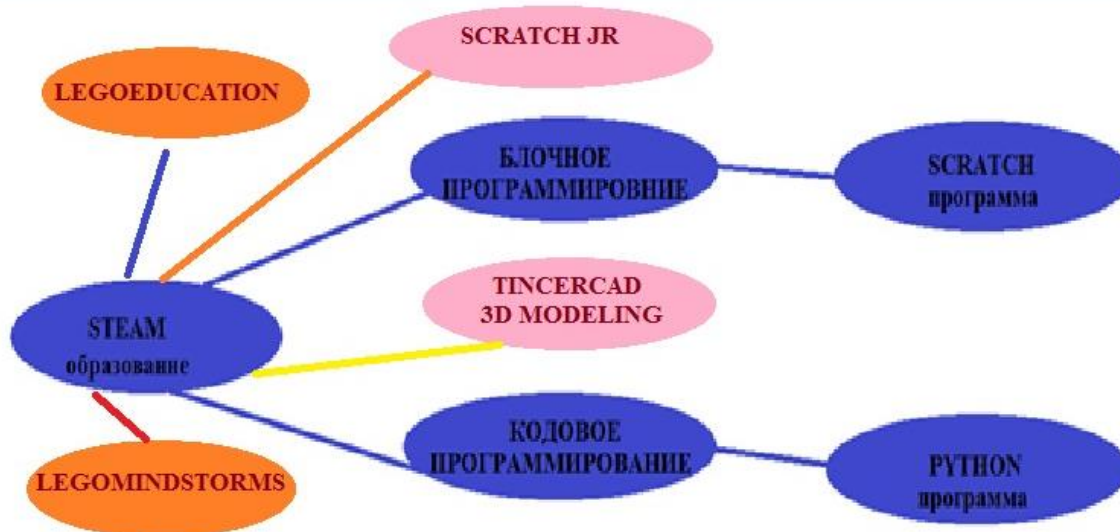 SCRATCH JR
LEGOEDUCATION
БЛОЧНОЕ
ПРОГРАММИРОВНИЕ
SCRATCH
программа
TINCERCAD
3D MODELING
STEAM
образование
КОДОВОЕ
ПРОГРАММИРОВАНИЕ
PYTHON
программа
LEGOMINDSTORMS